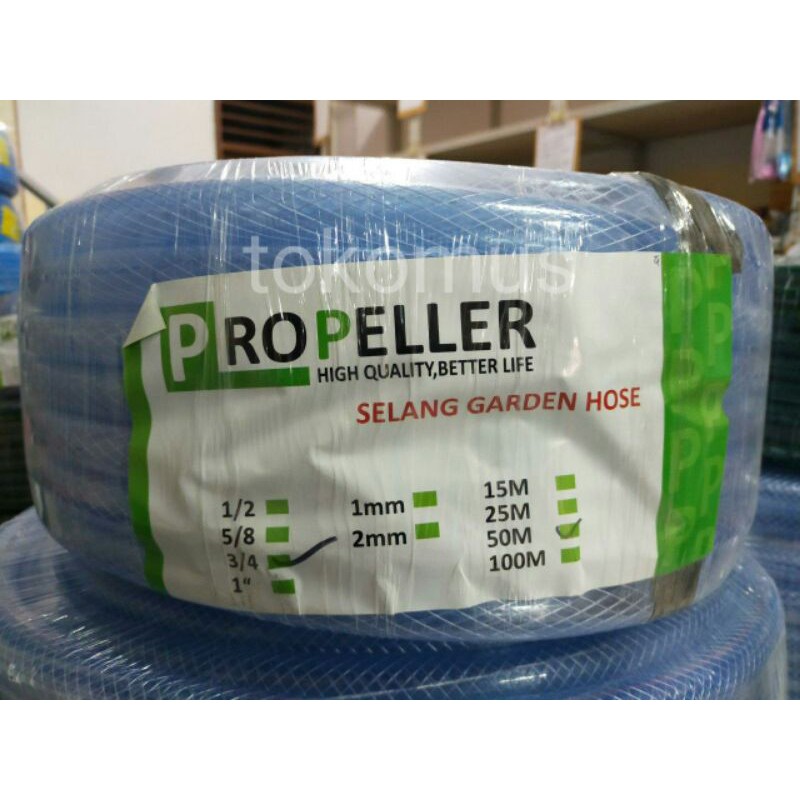 tokomus
PROPELLER
HIGH QUALITY,BETTER LIFE
SELANG GARDEN HOSE
1/2
5/8
3/4
1"
1mm
2mm
15M
25M
50M
100M
P
P
P
P
P